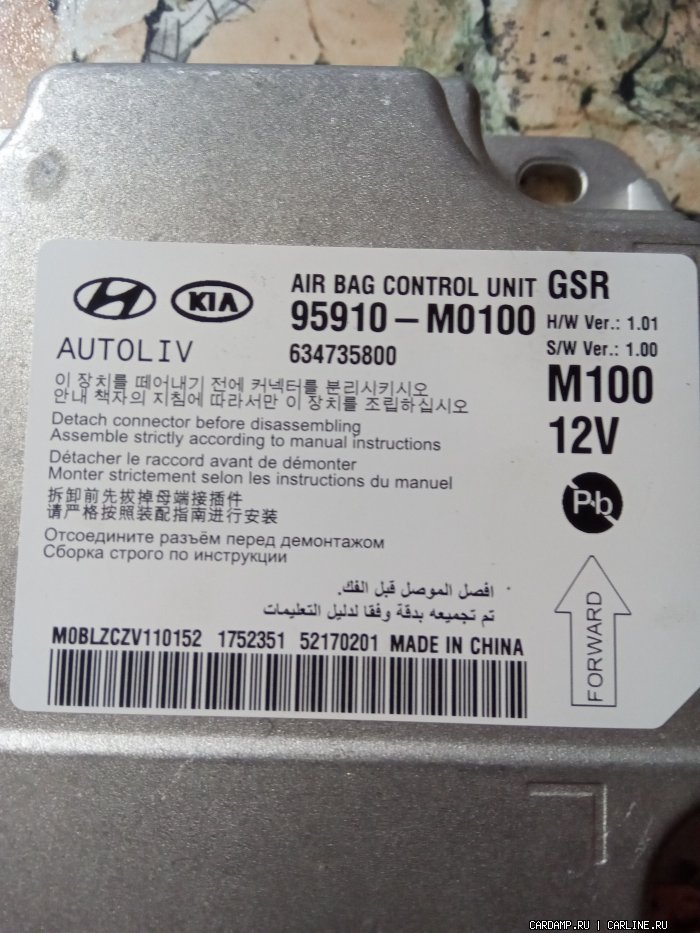 KIA
AIR BAG CONTROL UNIT GSR
95910-M0100
H/W Ver.: 1.01
AUTOLIV
634735800
S/W Ver.: 1.00
M100
12V
이 장치를 떼어내기 전에 커넥터를 분리시키시오
안내 책자의 지침에 따라서만 이 장치를 조립하십시오
Detach connector before disassembling
Assemble strictly according to manual instructions
Détacher le raccord avant de démonter
Monter strictement selon les instructions du manuel
拆卸前先拔掉母端接插件
请严格按照装配指南进行安装
Pb
Отсоедините разъём перед демонтажом
Сборка строго по инструкции
افصل الموصل قبل الفك.
تم تجميعه بدقة وفقا لدليل التعليمات
FORWARD
M0BLZCZV110152 1752351 52170201 MADE IN CHINA
CARDAMP.RU | CARLINE.RU